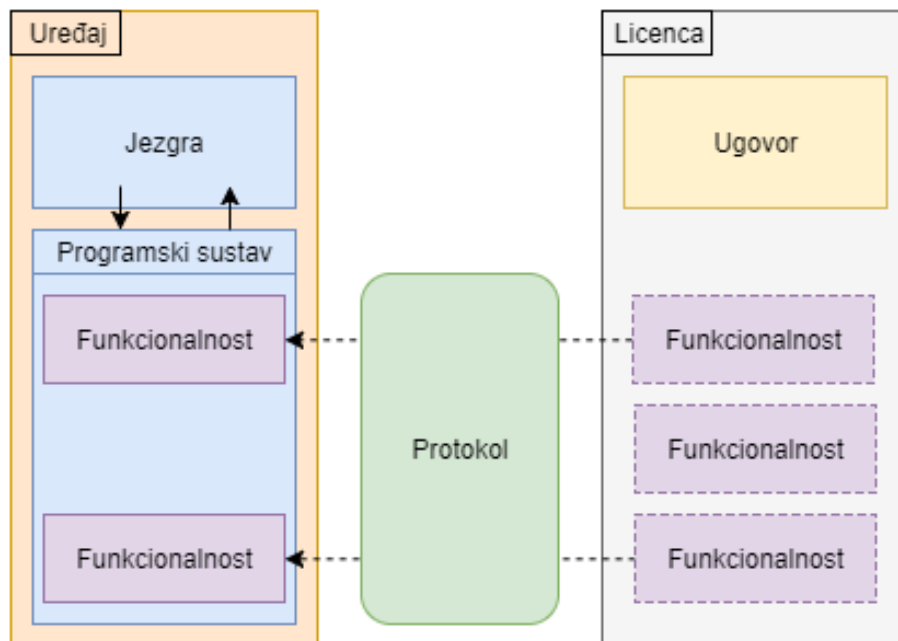 Uređaj
Licenca
Jezgra
Ugovor
Programski sustav
Funkcionalnost
Funkcionalnost
Protokol
Funkcionalnost
Funkcionalnost
Funkcionalnost